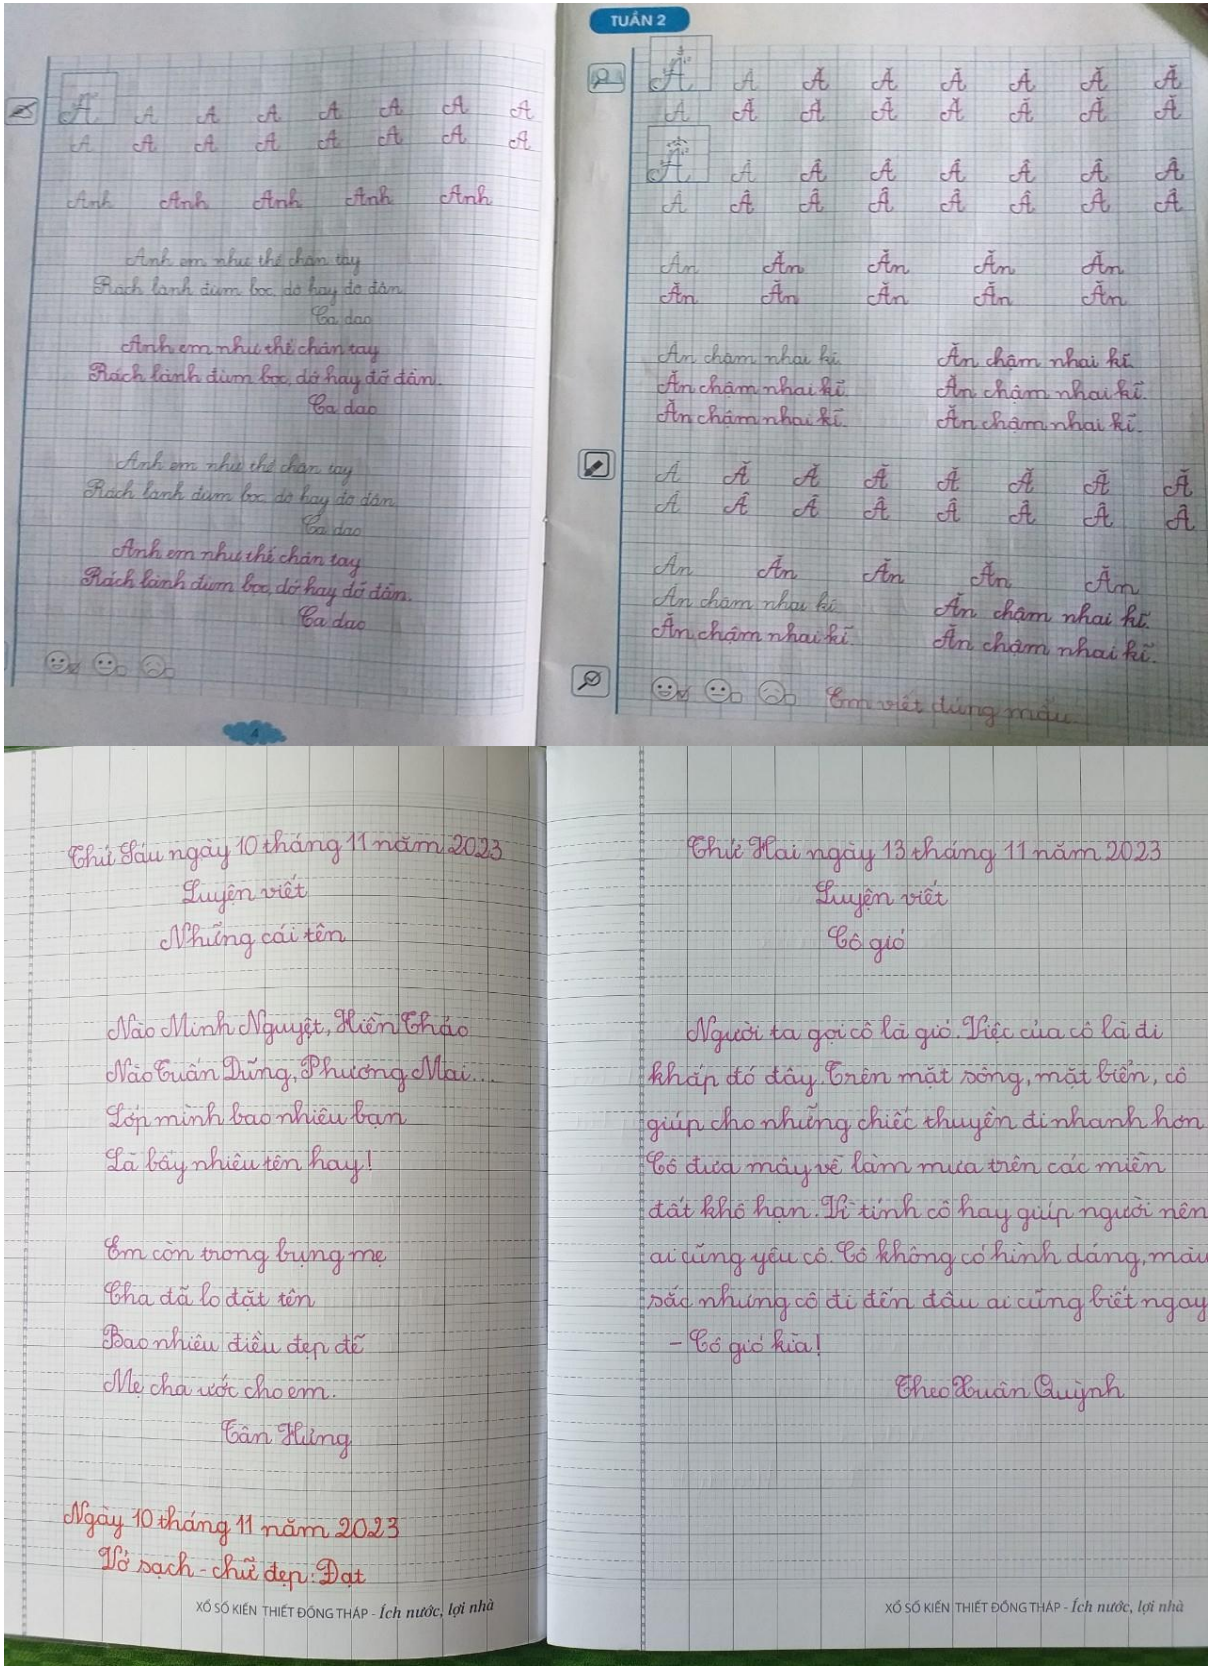 A A A A A A A A
A A A A A A A A
Anh Anh Anh Anh Anh
Anh em như thể chân tay
Rách lành đùm bọc, dở hay đỡ đần.
Ca dao
Anh em như thể chân tay
Rách lành đùm bọc, dở hay đỡ đần.
Ca dao
Anh em như thể chân tay
Rách lành đùm bọc, dở hay đỡ đần.
Ca dao
Anh em như thể chân tay
Rách lành đùm bọc, dở hay đỡ đần.
Ca dao
4
TUẦN 2
Ă Ă Ă Ă Ă Ă Ă Ă
Ă Ă Ă Ă Ă Ă Ă Ă
Â Â Â Â Â Â Â Â
Â Â Â Â Â Â Â Â
Ăn Ăn Ăn Ăn Ăn
Ăn Ăn Ăn Ăn Ăn
Ăn chậm nhai kĩ. Ăn chậm nhai kĩ.
Ăn chậm nhai kĩ. Ăn chậm nhai kĩ.
Ăn chậm nhai kĩ. Ăn chậm nhai kĩ.
Ă Ă Ă Ă Ă Ă Ă Ă
Â Â Â Â Â Â Â Â
Ăn Ăn Ăn Ăn Ăn
Ăn chậm nhai kĩ. Ăn chậm nhai kĩ.
Ăn chậm nhai kĩ. Ăn chậm nhai kĩ.
Em viết đúng mẫu
Thứ Sáu ngày 10 tháng 11 năm 2023
Luyện viết
Những cái tên
Nào Minh Nguyệt, Hiền Thảo
Nào Tuấn Dũng, Phương Mai...
Lớp mình bao nhiêu bạn
Là bấy nhiêu tên hay!
Em còn trong bụng mẹ
Cha đã lo đặt tên
Bao nhiêu điều đẹp đẽ
Mẹ cha ước cho em.
Tân Hưng
Ngày 10 tháng 11 năm 2023
Vở sạch - chữ đẹp: Đạt
XỔ SỐ KIẾN THIẾT ĐỒNG THÁP - Ích nước, lợi nhà
Thứ Hai ngày 13 tháng 11 năm 2023
Luyện viết
Cô gió
Người ta gọi cô là gió. Việc của cô là đi
khắp đó đây. Trên mặt sông, mặt biển, cô
giúp cho những chiếc thuyền đi nhanh hơn
Cô đưa mây về làm mưa trên các miền
đất khô hạn. Vì tính cô hay giúp người nên
ai cũng yêu cô. Cô không có hình dáng, màu
sắc nhưng cô đi đến đâu ai cũng biết ngay
- Cô gió kìa!
Theo Xuân Quỳnh
XỔ SỐ KIẾN THIẾT ĐỒNG THÁP - Ích nước, lợi nhà